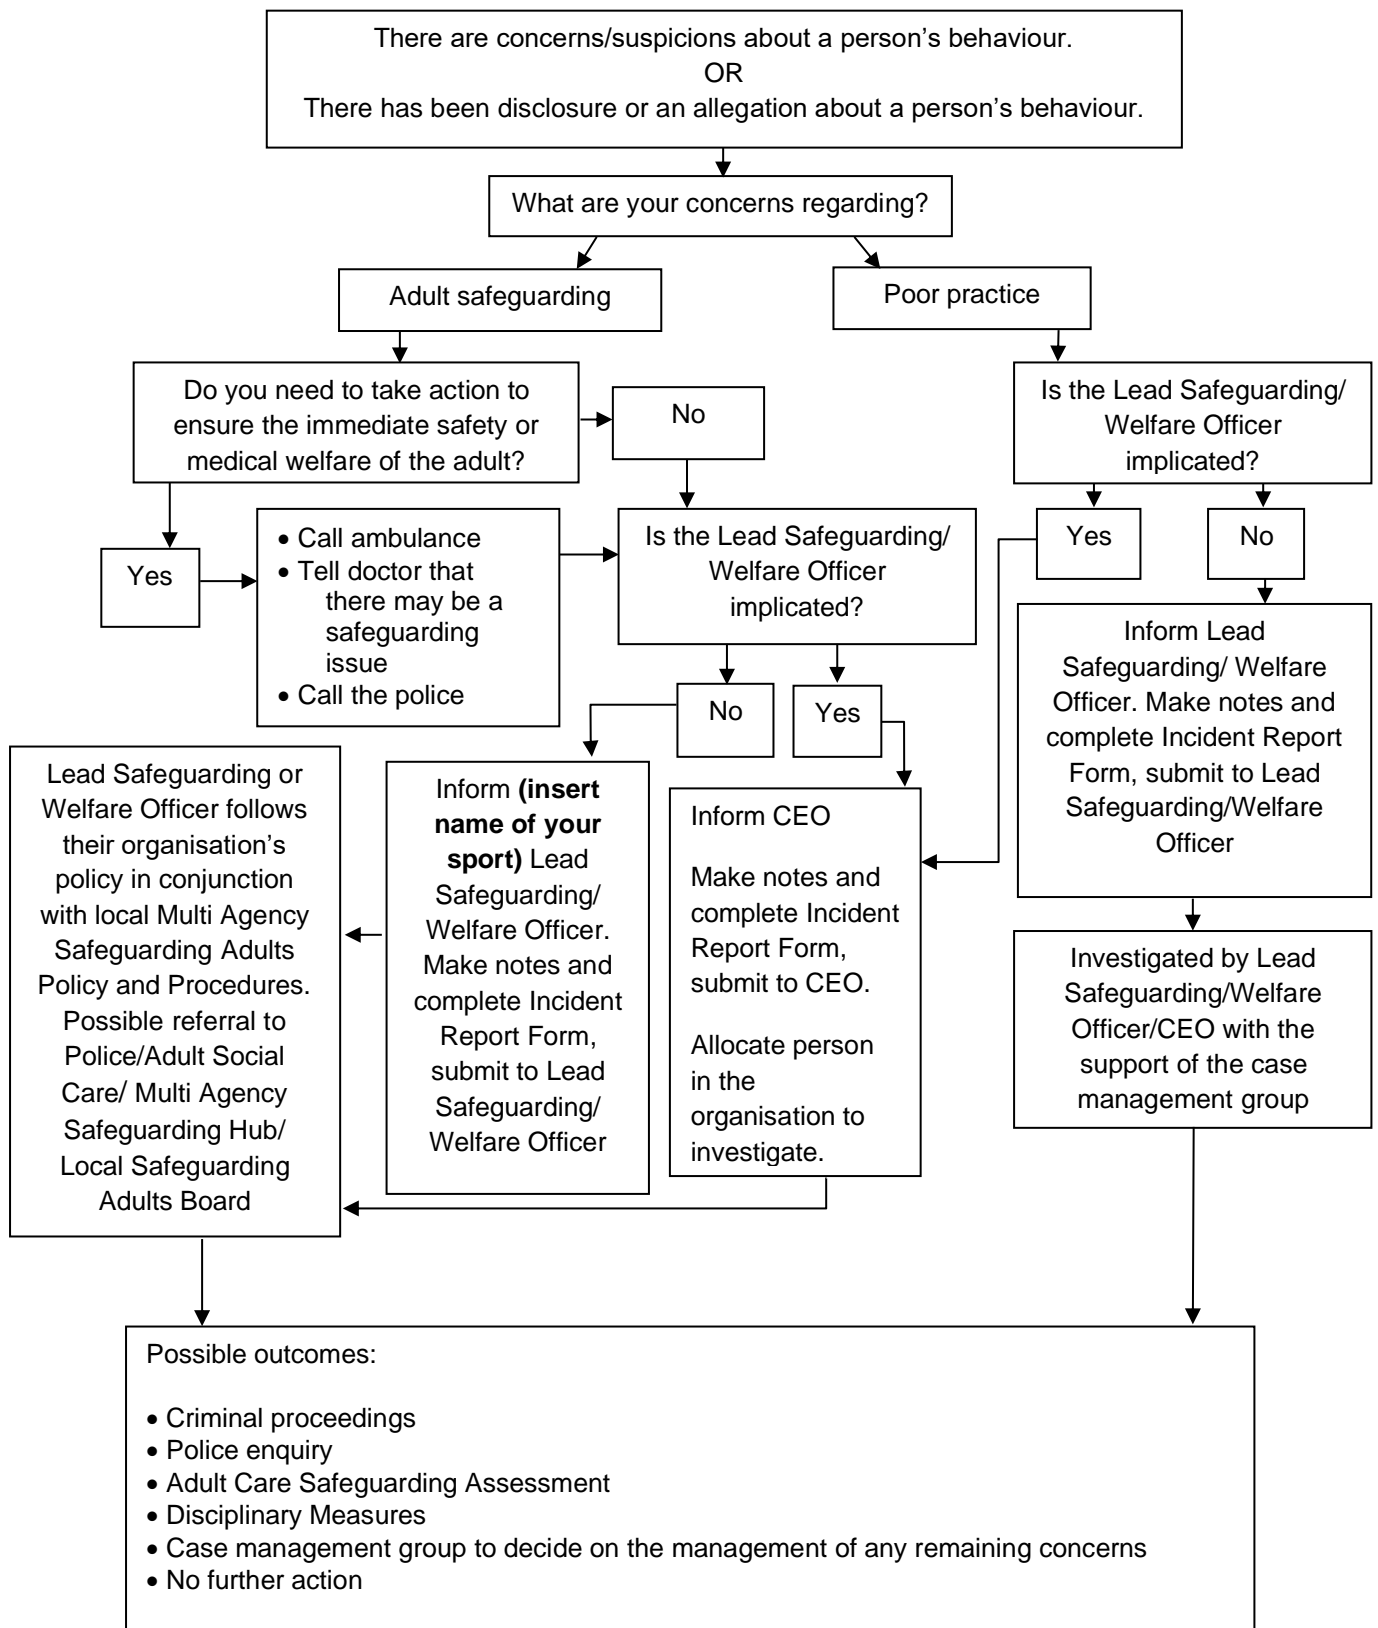 There are concerns/suspicions about a person’s behaviour.
OR
There has been disclosure or an allegation about a person’s behaviour.
What are your concerns regarding?
Adult safeguarding
Poor practice
Do you need to take action to
ensure the immediate safety or
medical welfare of the adult?
No
Is the Lead Safeguarding/
Welfare Officer
implicated?
Yes
• Call ambulance
• Tell doctor that
there may be a
safeguarding
issue
• Call the police
Is the Lead Safeguarding/
Welfare Officer
implicated?
Yes
No
No
Yes
Inform Lead
Safeguarding/ Welfare
Officer. Make notes and
complete Incident Report
Form, submit to Lead
Safeguarding/Welfare
Officer
Lead Safeguarding or
Welfare Officer follows
their organisation’s
policy in conjunction
with local Multi Agency
Safeguarding Adults
Policy and Procedures.
Possible referral to
Police/Adult Social
Care/ Multi Agency
Safeguarding Hub/
Local Safeguarding
Adults Board
Inform (insert
name of your
sport) Lead
Safeguarding/
Welfare Officer.
Make notes and
complete Incident
Report Form,
submit to Lead
Safeguarding/
Welfare Officer
Inform CEO
Make notes and
complete Incident
Report Form,
submit to CEO.
Allocate person
in the
organisation to
investigate.
Investigated by Lead
Safeguarding/Welfare
Officer/CEO with the
support of the case
management group
Possible outcomes:
• Criminal proceedings
• Police enquiry
• Adult Care Safeguarding Assessment
• Disciplinary Measures
• Case management group to decide on the management of any remaining concerns
• No further action